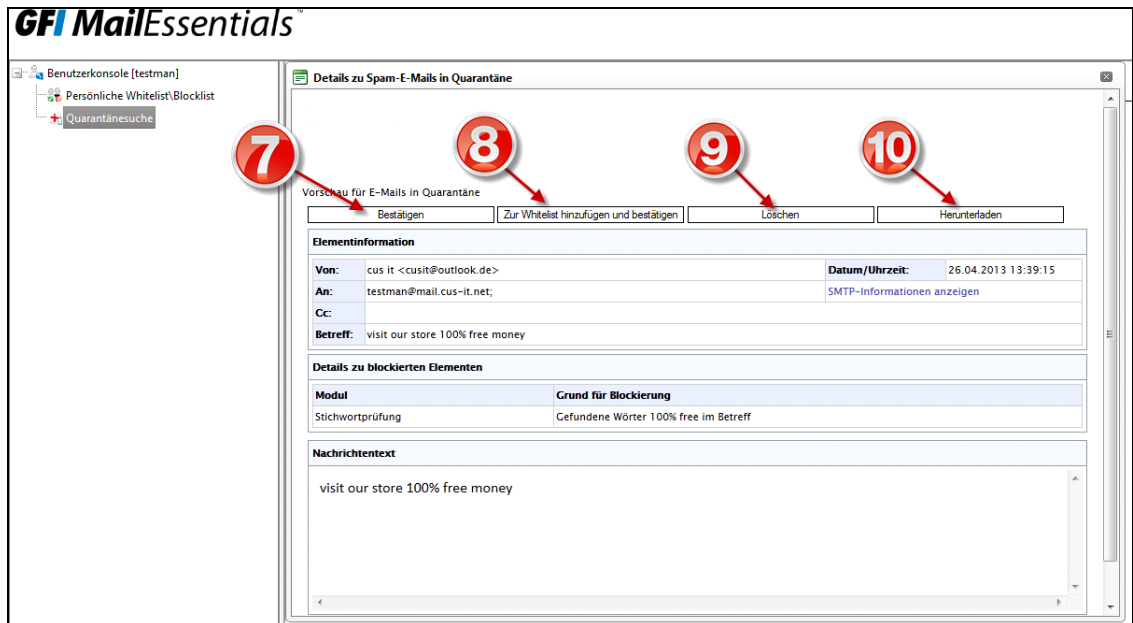 GFI MailEssentials™
Benutzerkonsole [testman]
Persönliche Whitelist\Blocklist
Quarantänesuche
Details zu Spam-E-Mails in Quarantäne
7
8
9
10
Vorschau für E-Mails in Quarantäne
Bestätigen
Zur Whitelist hinzufügen und bestätigen
Löschen
Herunterladen
Elementinformation
Von: cus it <cusit@outlook.de> Datum/Uhrzeit: 26.04.2013 13:39:15
An: testman@mail.cus-it.net; SMTP-Informationen anzeigen
Cc:
Betreff: visit our store 100% free money
Details zu blockierten Elementen
Modul Grund für Blockierung
Stichwortprüfung Gefundene Wörter 100% free im Betreff
Nachrichtentext
visit our store 100% free money